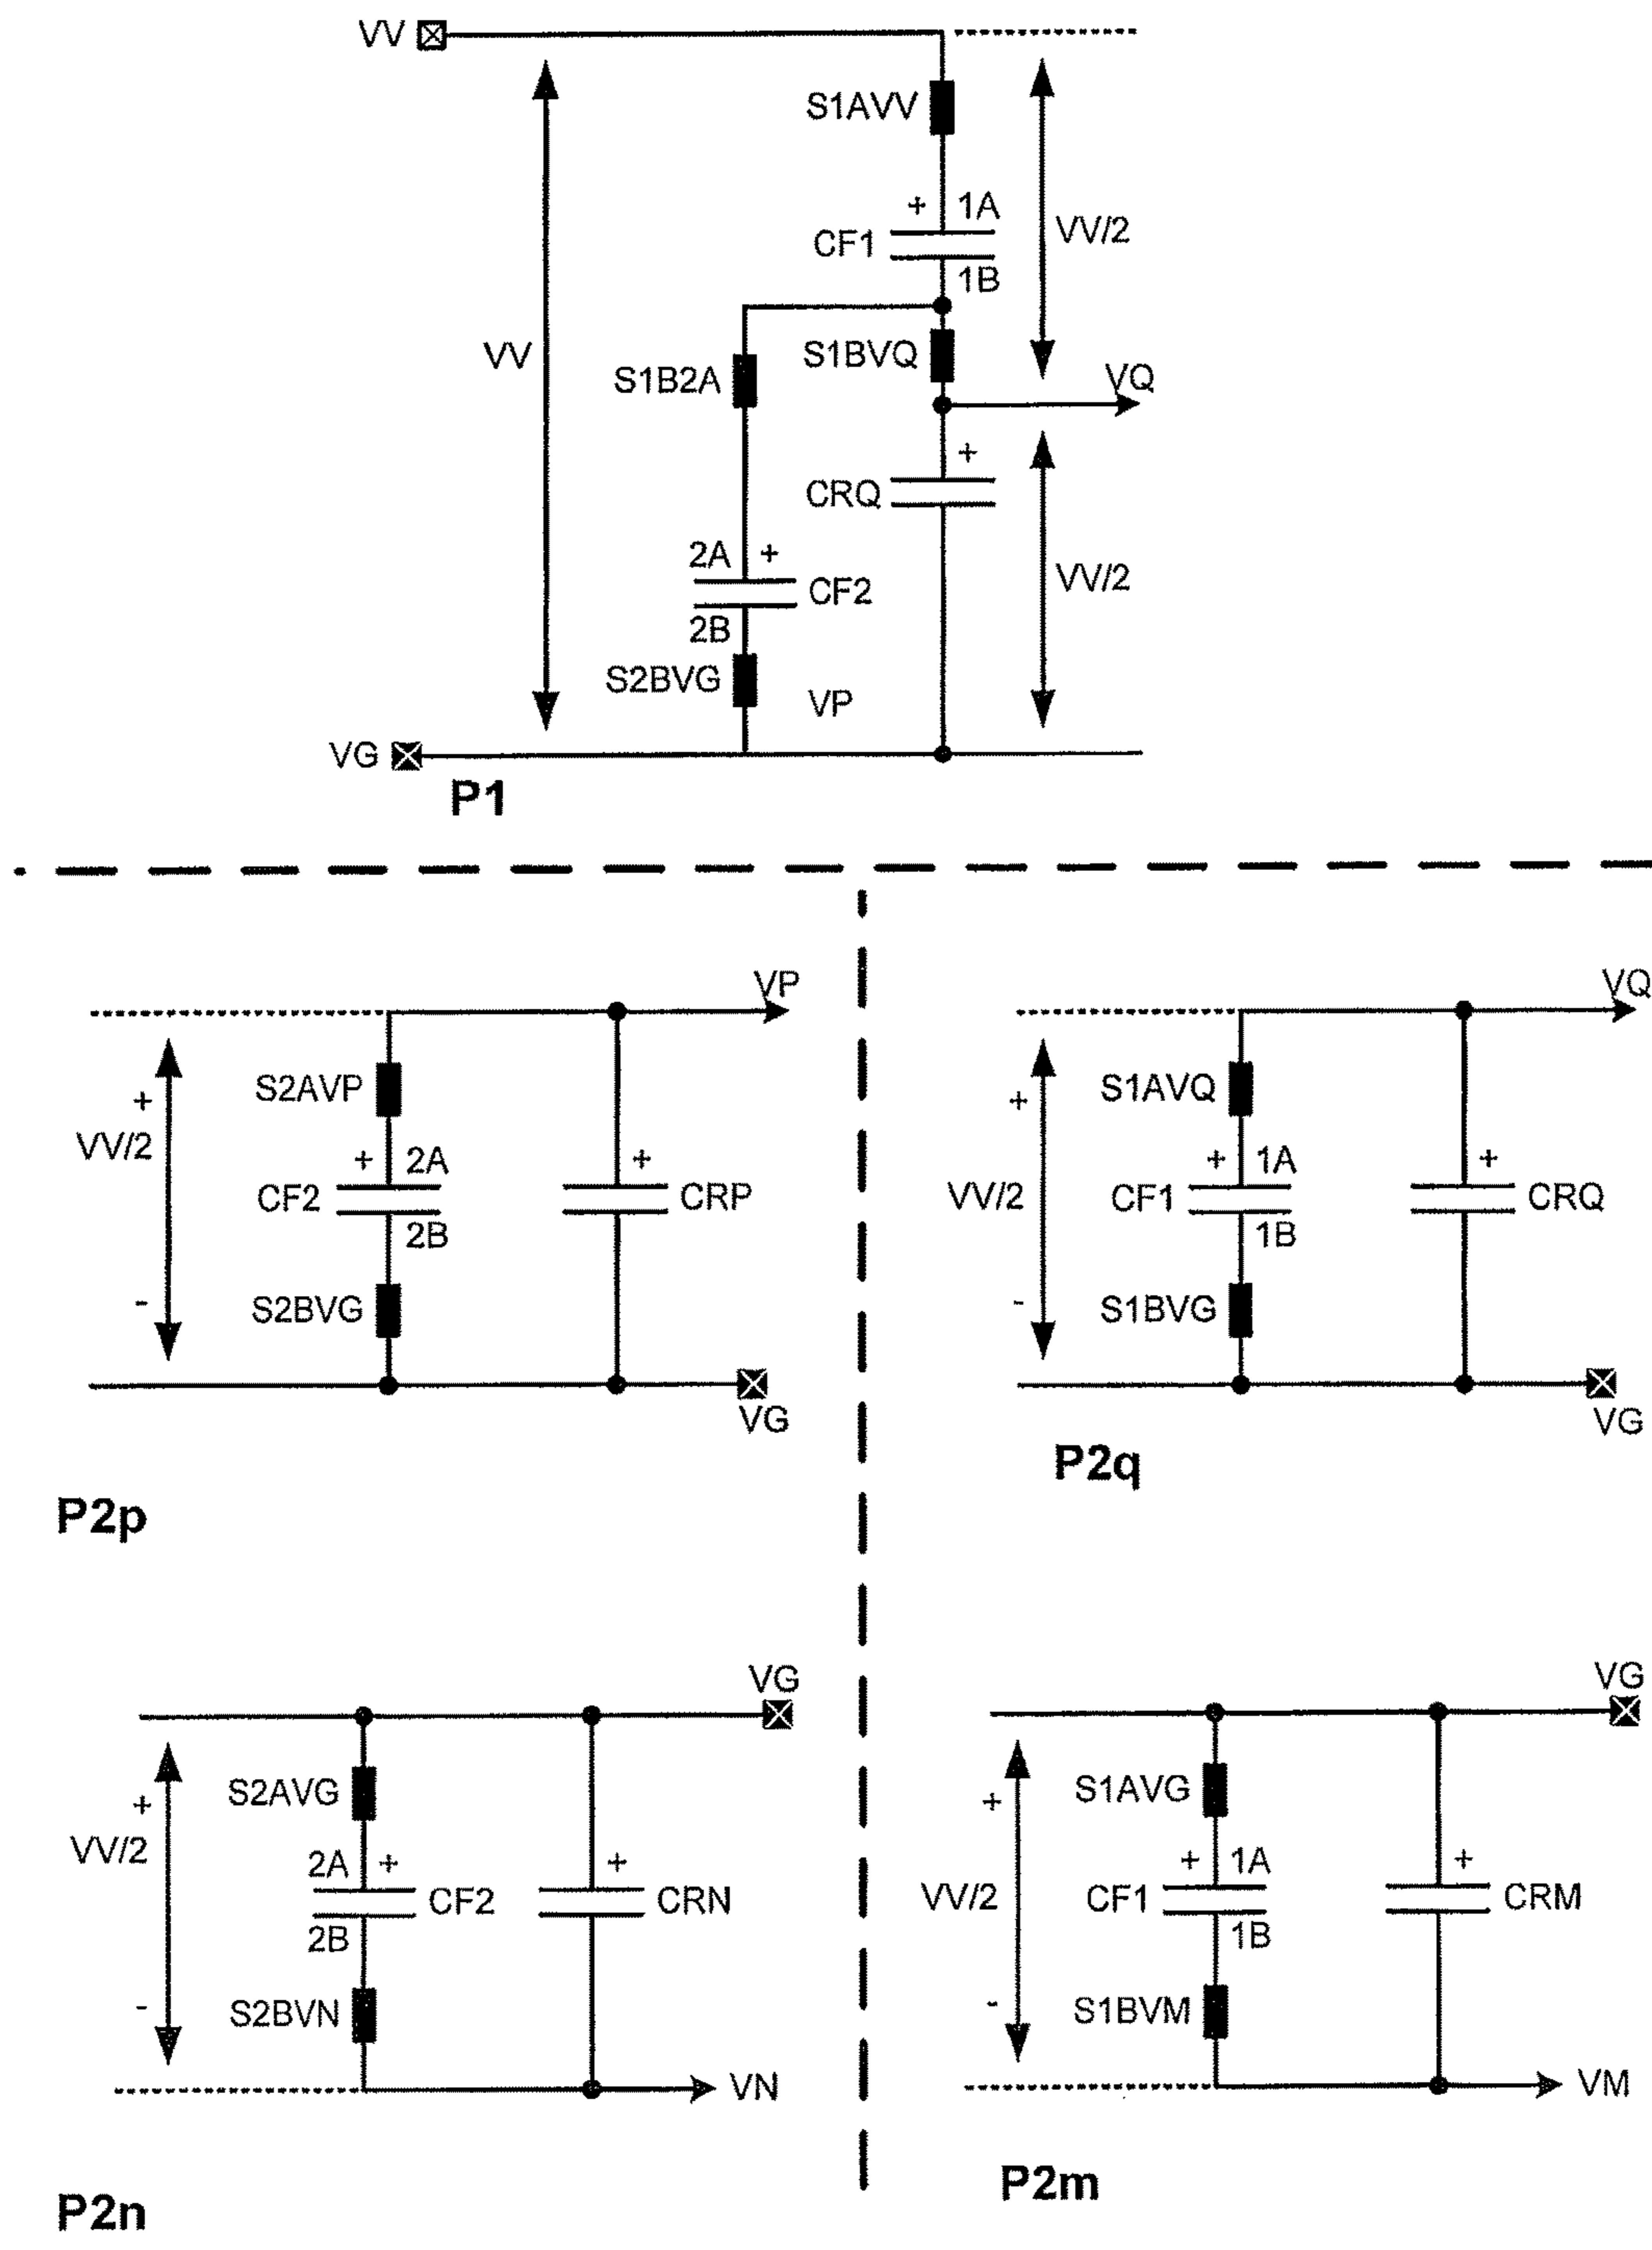 VV
S1AVV
+ 1A
CF1
VV/2
1B
VV
S1B2A
S1BVQ
VQ
+
CRQ
2A +
CF2
VV/2
2B
S2BVG
VP
VG
P1
VP
S2AVP
+
VV/2
+ 2A
+
CF2
CRP
2B
-
S2BVG
VG
P2p
VQ
S1AVQ
+
+ 1A
+
VV/2
CF1
CRQ
1B
-
S1BVG
VG
P2q
VG
S2AVG
+
VV/2
2A +
+
CF2
CRN
2B
-
S2BVN
VN
P2n
VG
S1AVG
+
+ 1A
+
VV/2
CF1
CRM
1B
-
S1BVM
VM
P2m